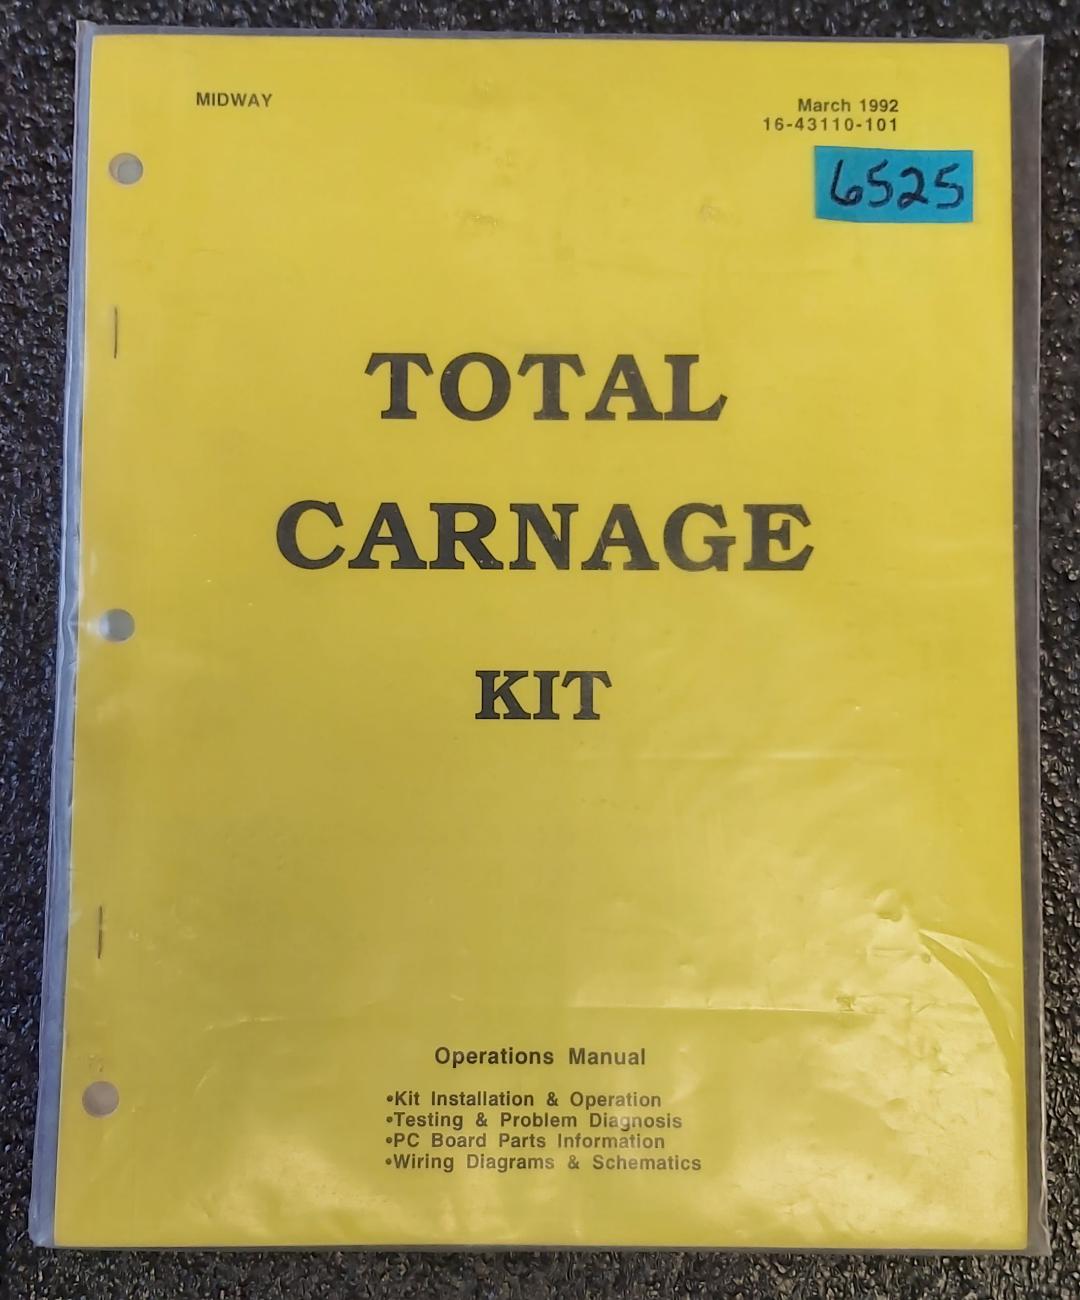 MIDWAY
March 1992
16-43110-101
6525
TOTAL
CARNAGE
KIT
Operations Manual
•Kit Installation & Operation
•Testing & Problem Diagnosis
•PC Board Parts Information
•Wiring Diagrams & Schematics